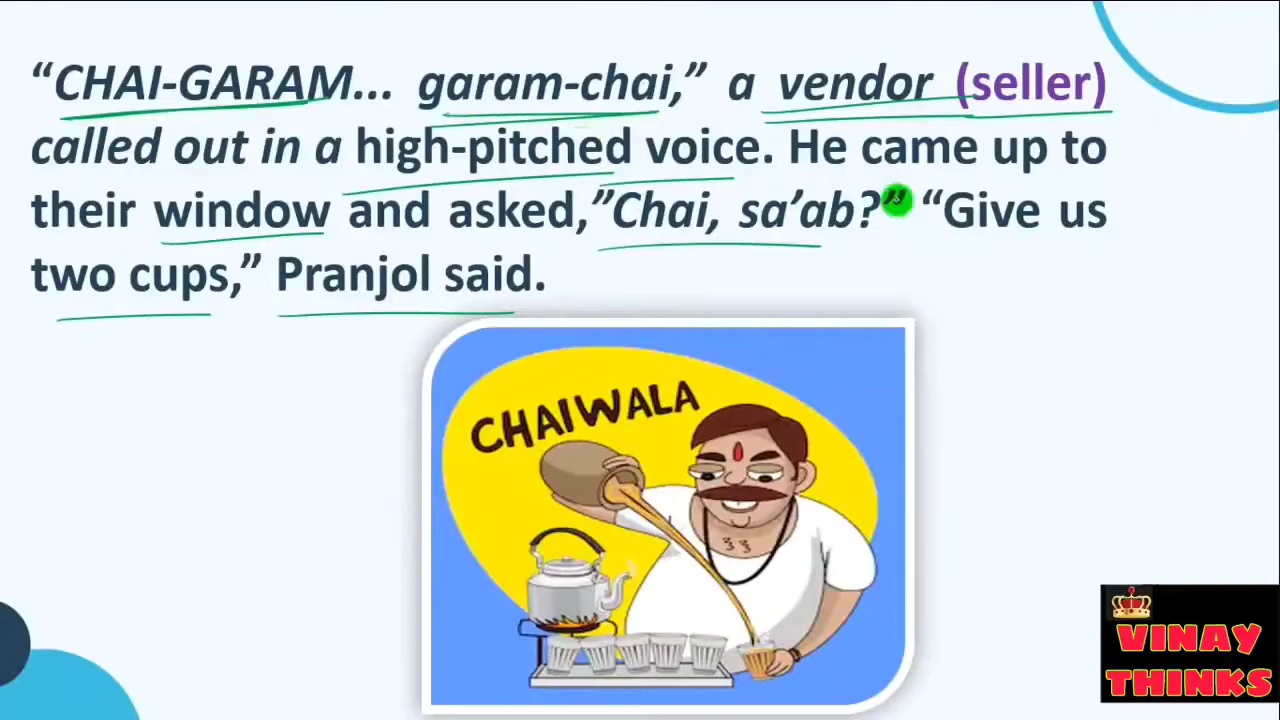 “CHAI-GARAM... garam-chai,” a vendor (seller)
called out in a high-pitched voice. He came up to
their window and asked,”Chai, sa’ab?” “Give us
two cups,” Pranjol said.
CHAIWALA
VINAY
THINKS